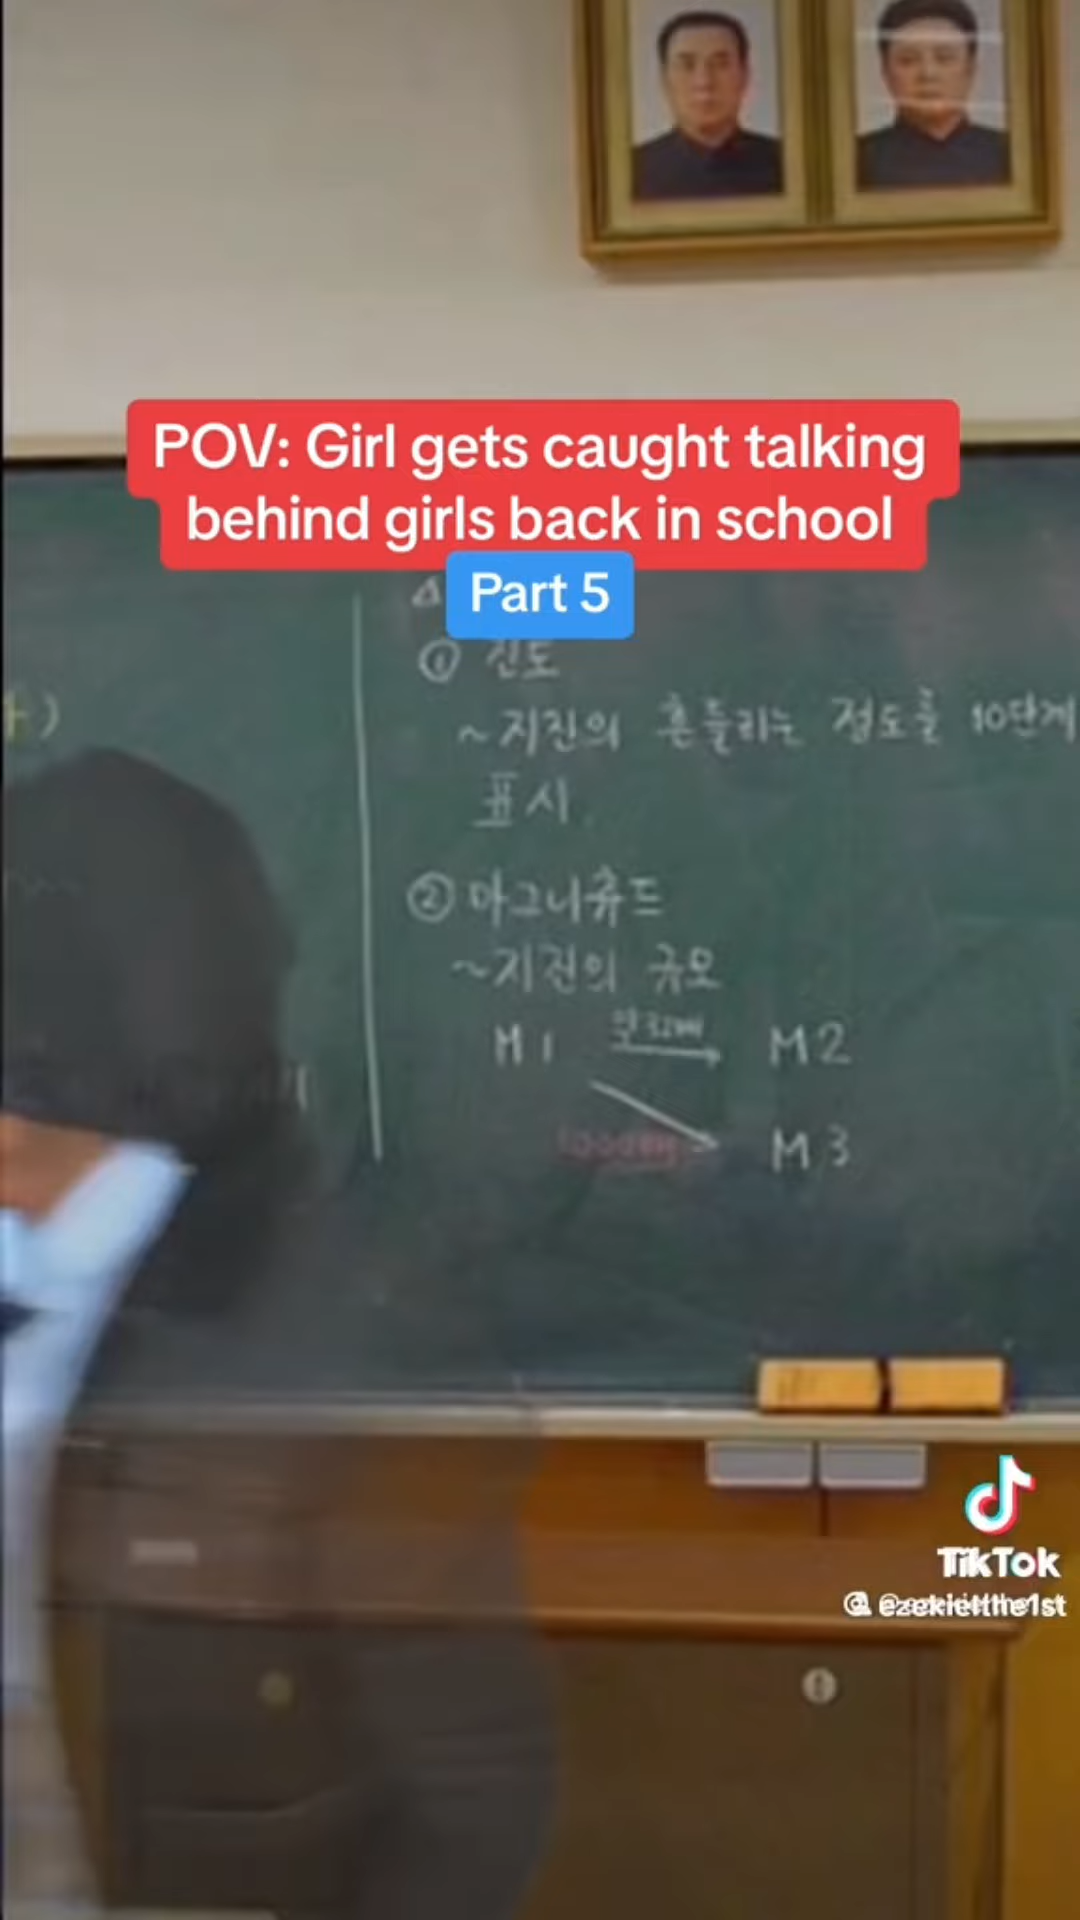 POV: Girl gets caught talking
behind girls back in school
Part 5
① 진도
~지진의 흔들리는 정도를 10단계
표시
② 마그니튜드
~지진의 규모
M1 M2
M3
TikTok
ezekielthe1st